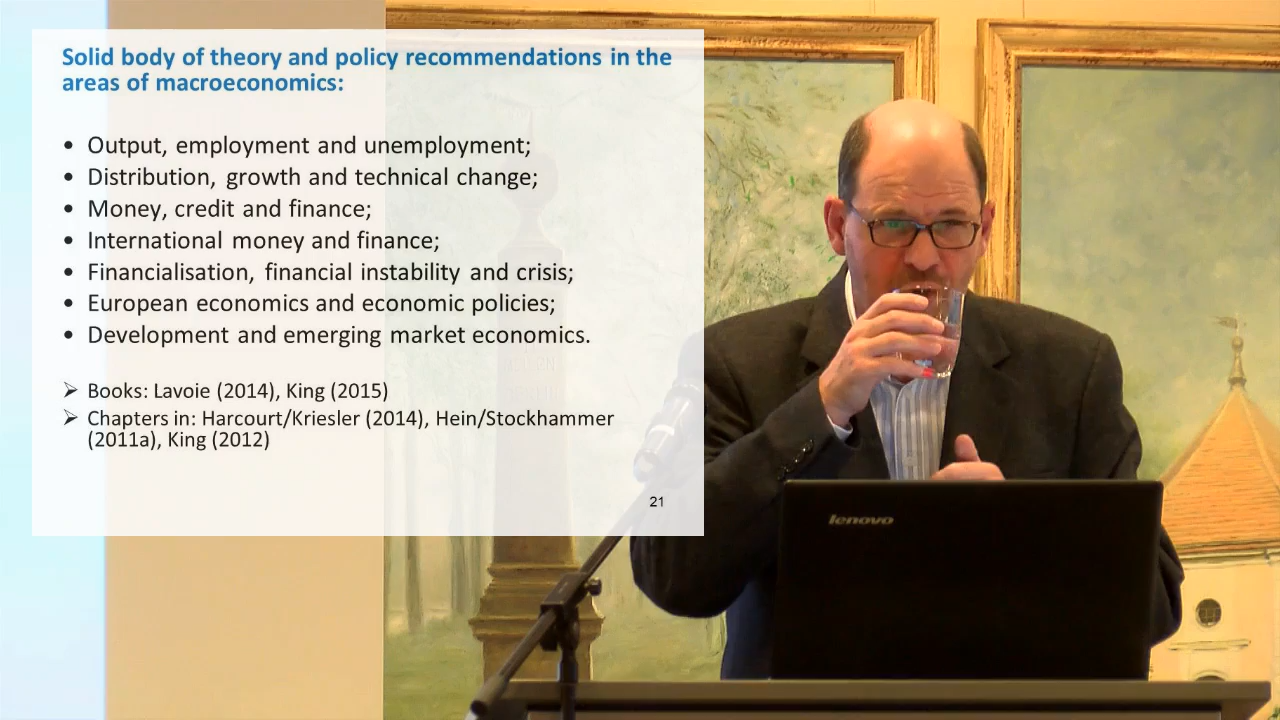 Solid body of theory and policy recommendations in the
areas of macroeconomics:
• Output, employment and unemployment;
• Distribution, growth and technical change;
• Money, credit and finance;
• International money and finance;
• Financialisation, financial instability and crisis;
• European economics and economic policies;
• Development and emerging market economics.
➢ Books: Lavoie (2014), King (2015)
➢ Chapters in: Harcourt/Kriesler (2014), Hein/Stockhammer
(2011a), King (2012)
21
lenovo